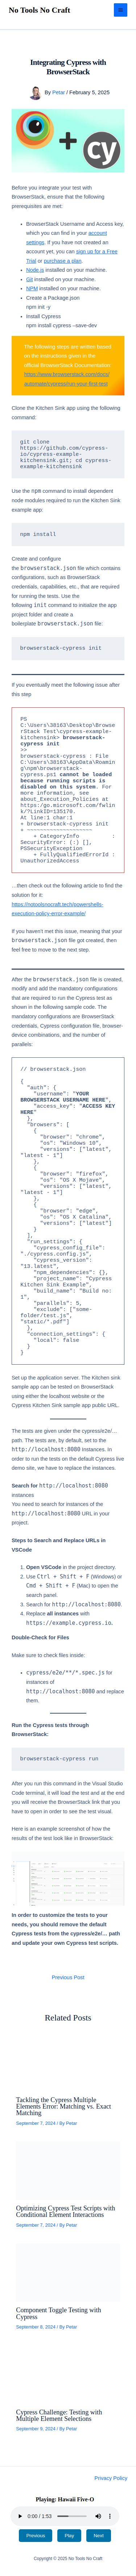 No Tools No Craft
Integrating Cypress with
BrowserStack
By Petar / February 5, 2025
Before you integrate your test with
BrowserStack, ensure that the following
prerequisites are met:
BrowserStack Username and Access key,
which you can find in your account
settings. If you have not created an
account yet, you can sign up for a Free
Trial or purchase a plan.
Node.js installed on your machine.
Git installed on your machine.
NPM installed on your machine.
Create a Package.json
npm init -y
Install Cypress
npm install cypress –save-dev
The following steps are written based
on the instructions given in the
official BrowserStack Documentation:
https://www.browserstack.com/docs/
automate/cypress/run-your-first-test
Clone the Kitchen Sink app using the following
command:
git clone
https://github.com/cypress-
io/cypress-example-
kitchensink.git; cd cypress-
example-kitchensink
Use the NPM command to install dependent
node modules required to run the Kitchen Sink
example app:
npm install
Create and configure
the browserstack.json file which contains
configurations, such as BrowserStack
credentials, capabilities, etc., that are required
for running the tests. Use the
following init command to initialize the app
project folder and create a
boilerplate browserstack.json file:
browserstack-cypress init
If you eventually meet the following issue after
this step
PS
C:\Users\38163\Desktop\Browse
rStack Test\cypress-example-
kitchensink> browserstack-
cypress init
>>
browserstack-cypress : File
C:\Users\38163\AppData\Roamin
g\npm\browserstack-
cypress.ps1 cannot be loaded
because running scripts is
disabled on this system. For
more information, see
about_Execution_Policies at
https:/go.microsoft.com/fwlin
k/?LinkID=135170.
At line:1 char:1
+ browserstack-cypress init
+ ~~~~~~~~~~~~~~~~~~~~
+ CategoryInfo :
SecurityError: (:) [],
PSSecurityException
+ FullyQualifiedErrorId :
UnauthorizedAccess
…then check out the following article to find the
solution:
https://notoolsnocraft.tech/powershells-
execution-policy-error-example/
If you haven't met this issue, meaning that your
browserstack.json file got created, then
feel free to move to the next step.
After the browserstack.json file is created,
modify and add the capability configurations
that are required to run your Cypress test as
shown in the following sample code. The
mandatory configurations are BrowserStack
credentials, Cypress configuration file, browser-
device combinations, and the number of
parallels:
// browserstack.json
{
"auth": {
"username": "YOUR
BROWSERSTACK USERNAME HERE",
"access_key": "ACCESS KEY
HERE"
},
"browsers": [
{
"browser": "chrome",
"os": "Windows 10",
"versions": ["latest",
"latest - 1"]
},
{
"browser": "firefox",
"os": "OS X Mojave",
"versions": ["latest",
"latest - 1"]
},
{
"browser": "edge",
"os": "OS X Catalina",
"versions": ["latest"]
}
],
"run_settings": {
"cypress_config_file":
"./cypress.config.js",
"cypress_version":
"13.latest",
"npm_dependencies": {},
"project_name": "Cypress
Kitchen Sink Example",
"build_name": "Build no:
1",
"parallels": 5,
"exclude": ["some-
folder/test.js",
"static/*.pdf"]
},
"connection_settings": {
"local": false
}
}
Set up the application server. The Kitchen sink
sample app can be tested on BrowserStack
using either the localhost website or the
Cypress Kitchen Sink sample app public URL.
The tests are given under the cypress/e2e/…
path. The tests are, by default, set to the
http://localhost:8080 instances. In
order to run the tests on the default Cypress live
demo site, we have to replace the instances.
Search for http://localhost:8080
instances
You need to search for instances of the
http://localhost:8080 URL in your
project.
Steps to Search and Replace URLs in
VSCode
1. Open VSCode in the project directory.
2. Use Ctrl + Shift + F (Windows) or
Cmd + Shift + F (Mac) to open the
search panel.
3. Search for http://localhost:8080.
4. Replace all instances with
https://example.cypress.io.
Double-Check for Files
Make sure to check files inside:
cypress/e2e/**/*.spec.js for
instances of
http://localhost:8080 and replace
them.
Run the Cypress tests through
BrowserStack:
browserstack-cypress run
After you run this command in the Visual Studio
Code terminal, it will load the test and at the end
you will receive the BrowserStack link that you
have to open in order to see the test visual.
Here is an example screenshot of how the
results of the test look like in BrowserStack:
In order to customize the tests to your
needs, you should remove the default
Cypress tests from the cypress/e2e/… path
and update your own Cypress test scripts.
Previous Post
Related Posts
Tackling the Cypress Multiple
Elements Error: Matching vs. Exact
Matching
September 7, 2024 / By Petar
Optimizing Cypress Test Scripts with
Conditional Element Interactions
September 7, 2024 / By Petar
Component Toggle Testing with
Cypress
September 8, 2024 / By Petar
Cypress Challenge: Testing with
Multiple Element Selections
September 9, 2024 / By Petar
Privacy Policy
Playing: Hawaii Five-O
0:00 / 1:53
Previous Play Next
Copyright © 2025 No Tools No Craft